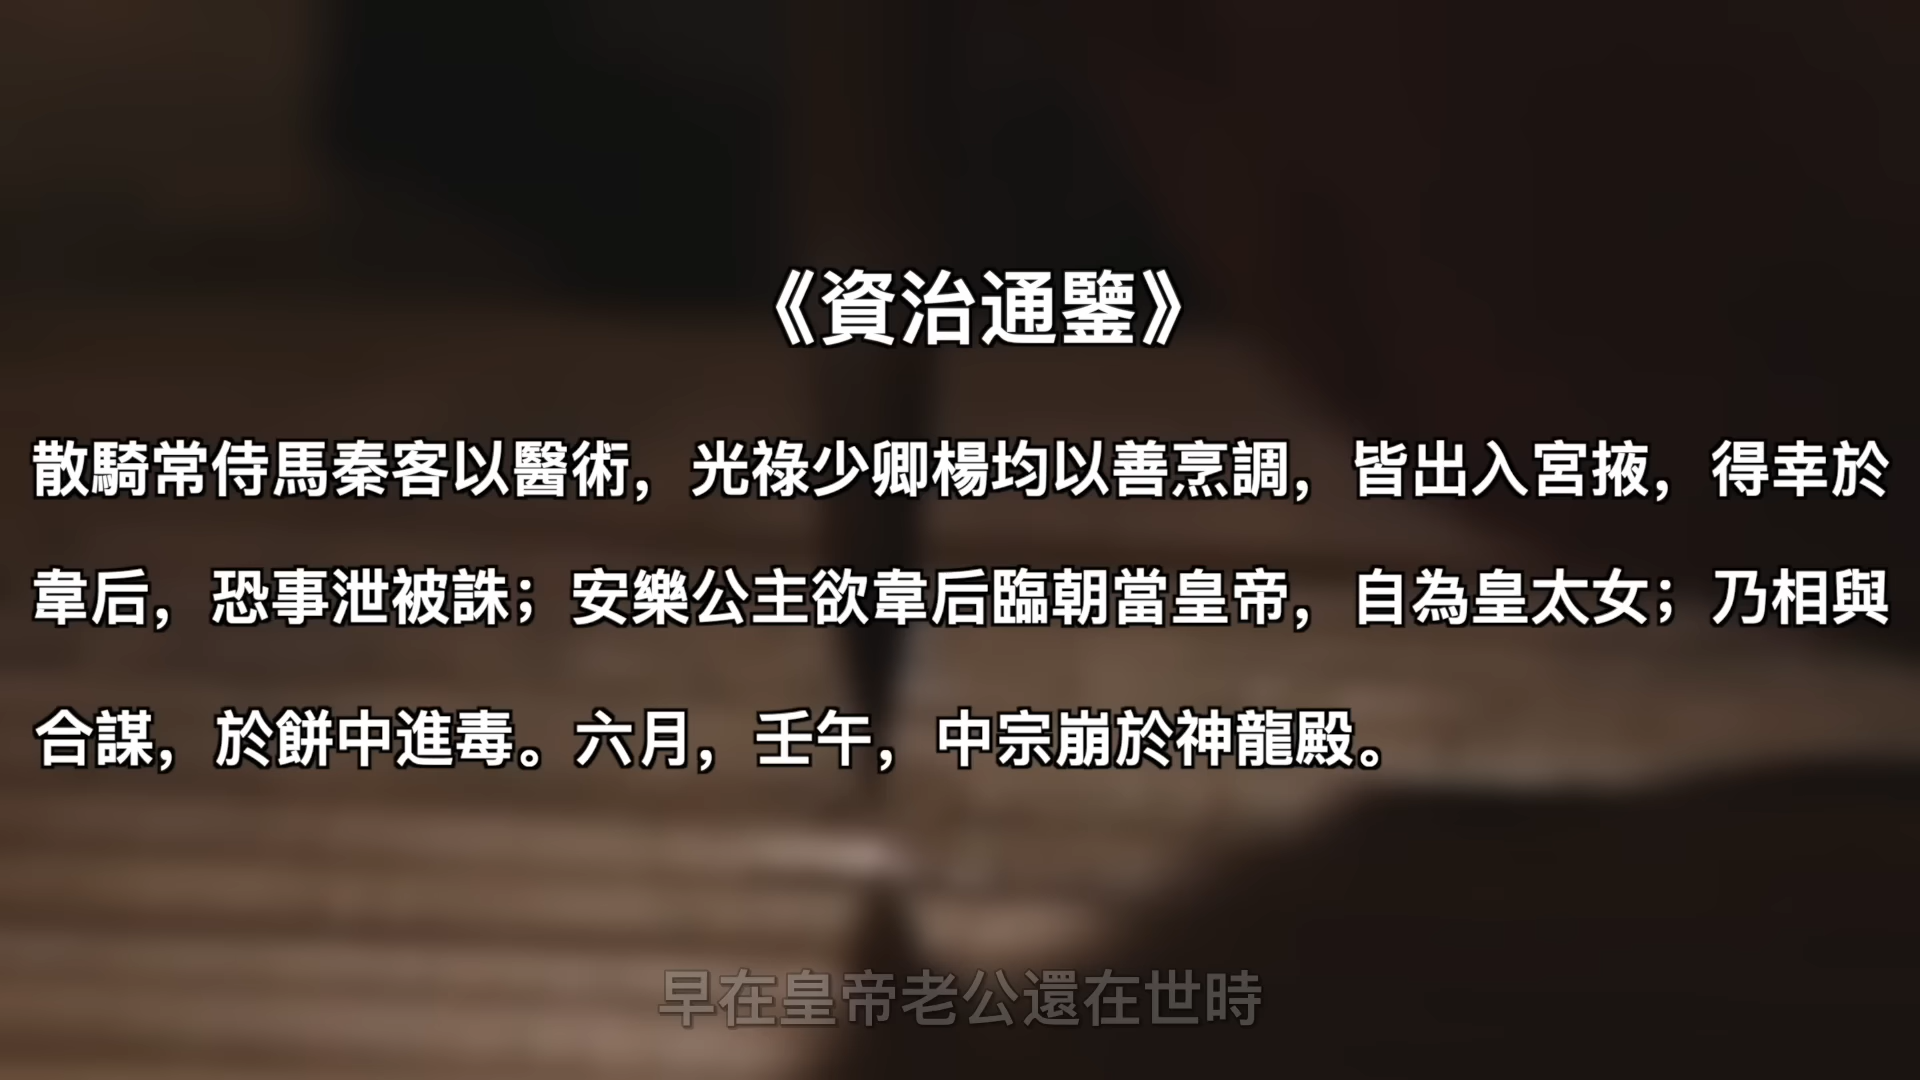 《資治通鑒》
散騎常侍馬秦客以醫術，光祿少卿楊均以善烹調，皆出入宮掖，得幸於
韋后，恐事泄被誅；安樂公主欲韋后臨朝當皇帝，自為皇太女；乃相與
合謀，於餅中進毒。六月，壬午，中宗崩於神龍殿。
早在皇帝老公還在世時